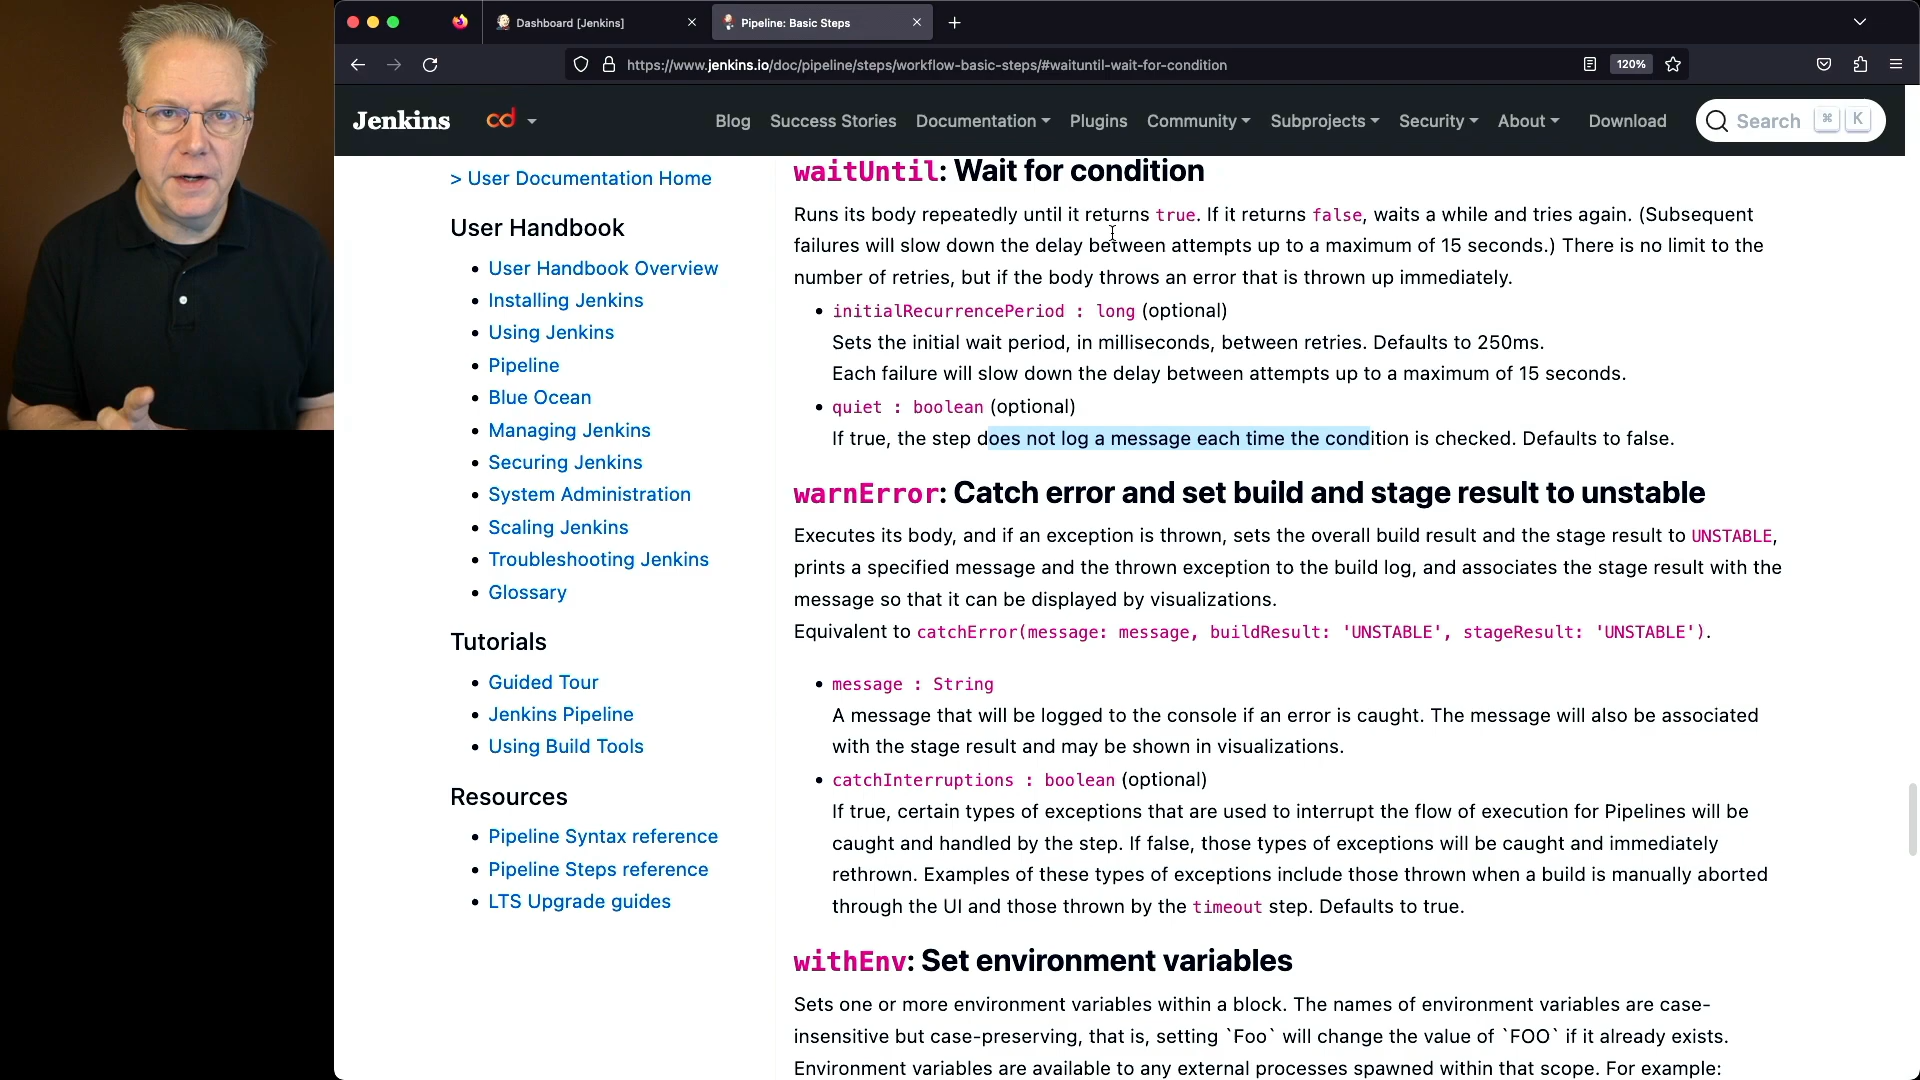 Dashboard [Jenkins]
Pipeline: Basic Steps
https://www.jenkins.io/doc/pipeline/steps/workflow-basic-steps/#waituntil-wait-for-condition
120%
Jenkins
cd
Blog
Success Stories
Documentation
Plugins
Community
Subprojects
Security
About
Download
Search
⌘
K
> User Documentation Home
User Handbook
User Handbook Overview
Installing Jenkins
Using Jenkins
Pipeline
Blue Ocean
Managing Jenkins
Securing Jenkins
System Administration
Scaling Jenkins
Troubleshooting Jenkins
Glossary
Tutorials
Guided Tour
Jenkins Pipeline
Using Build Tools
Resources
Pipeline Syntax reference
Pipeline Steps reference
LTS Upgrade guides
waitUntil: Wait for condition
Runs its body repeatedly until it returns true. If it returns false, waits a while and tries again. (Subsequent
failures will slow down the delay between attempts up to a maximum of 15 seconds.) There is no limit to the
number of retries, but if the body throws an error that is thrown up immediately.
initialRecurrencePeriod : long (optional)
Sets the initial wait period, in milliseconds, between retries. Defaults to 250ms.
Each failure will slow down the delay between attempts up to a maximum of 15 seconds.
quiet : boolean (optional)
If true, the step does not log a message each time the condition is checked. Defaults to false.
warnError: Catch error and set build and stage result to unstable
Executes its body, and if an exception is thrown, sets the overall build result and the stage result to UNSTABLE,
prints a specified message and the thrown exception to the build log, and associates the stage result with the
message so that it can be displayed by visualizations.
Equivalent to catchError(message: message, buildResult: 'UNSTABLE', stageResult: 'UNSTABLE').
message : String
A message that will be logged to the console if an error is caught. The message will also be associated
with the stage result and may be shown in visualizations.
catchInterruptions : boolean (optional)
If true, certain types of exceptions that are used to interrupt the flow of execution for Pipelines will be
caught and handled by the step. If false, those types of exceptions will be caught and immediately
rethrown. Examples of these types of exceptions include those thrown when a build is manually aborted
through the UI and those thrown by the timeout step. Defaults to true.
withEnv: Set environment variables
Sets one or more environment variables within a block. The names of environment variables are case-
insensitive but case-preserving, that is, setting `Foo` will change the value of `FOO` if it already exists.
Environment variables are available to any external processes spawned within that scope. For example: